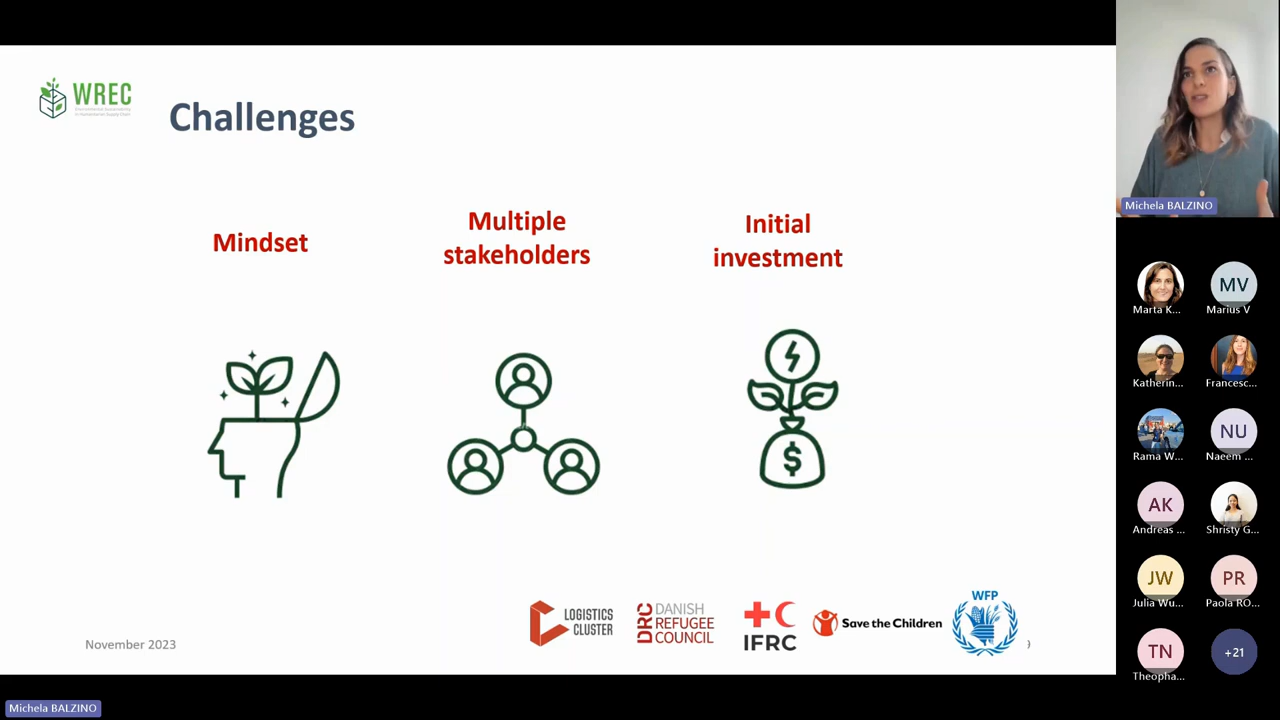 WREC
Challenges
Mindset
Multiple
stakeholders
Initial
investment
$
November 2023
LOGISTICS
CLUSTER
DRC
DANISH
REFUGEE
COUNCIL
IFRC
Save the Children
WFP
9
Michela BALZINO
Marta K...
MV
Marius V
Katherin...
Francesc...
Rama W...
NU
Naeem ...
AK
Andreas ...
Shristy G...
JW
Julia Wu...
PR
Paola RO...
TN
Theopha...
+21
Michela BALZINO